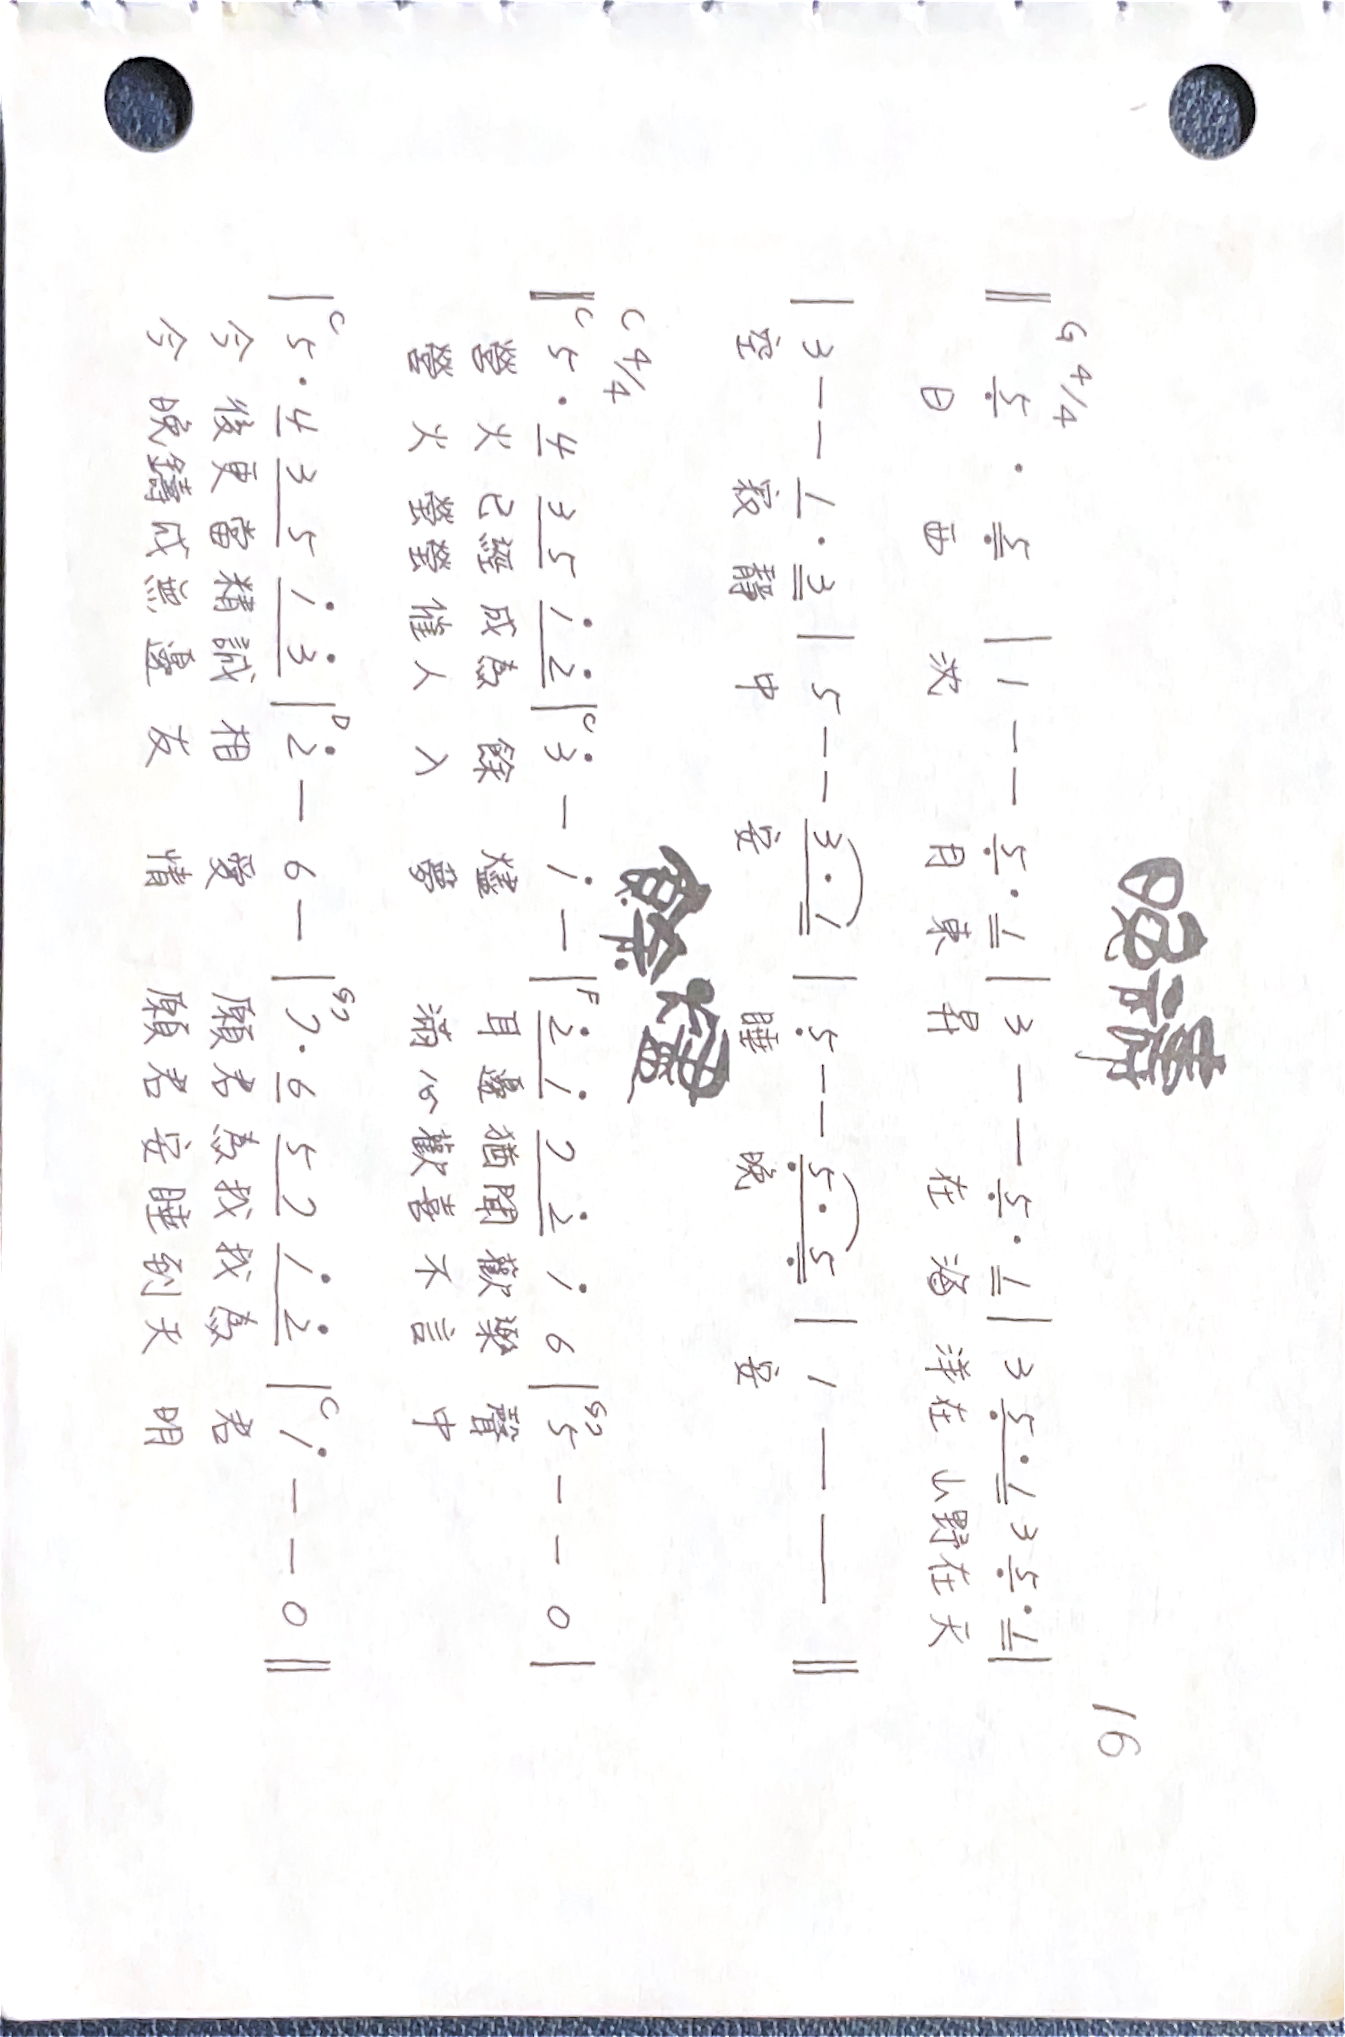 晚禱
16
G 4/4
‖ 5̣ · 5̣ | 1 — — 5̣ · 1 | 3 — — 5̣ · 1 | 3 5̣ · 1 3 5̣ · 1 |
日 西 沈 月 東 昇 在 海 洋 在 山 野 在 天
| 3 — — 1 · 3 | 5 — — 3 · 1 | 5̣ — — 5̣ · 5̣ | 1 — — ‖
空 寂 靜 中 安 睡 晚 安
餘燼
C 4/4
‖ C 5 · 4 3 5 1̇ 2̇ | C 3̇ — 1̇ — | F 2̇ 1̇ 7 2̇ 1̇ 6 | G7 5 — — 0 |
營 火 已 經 成 為 餘 燼 耳 邊 猶 聞 歡 樂 聲
營 火 瑩 瑩 催 人 入 夢 滿 心 歡 喜 不 言 中
| C 5 · 4 3 5 1̇ 3̇ | D 2̇ — 6 — | G7 7 · 6 5 7 1̇ 2̇ | C 1̇ — — 0 ‖
今 後 更 當 精 誠 相 愛 願 君 為 我 我 為 君
今 晚 鑄 成 無 邊 友 情 願 君 安 睡 到 天 明